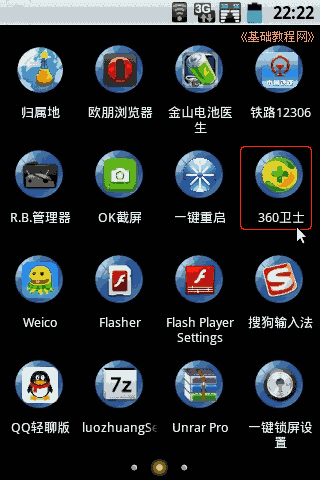 3G
22:22
《基础教程网》
归属地
欧朋浏览器
金山电池医
生
铁路12306
R.B.管理器
OK截屏
一键重启
360卫士
Weico
Flasher
Flash Player
Settings
搜狗输入法
7z
QQ轻聊版
luozhuangSe
Unrar Pro
一键锁屏设
置